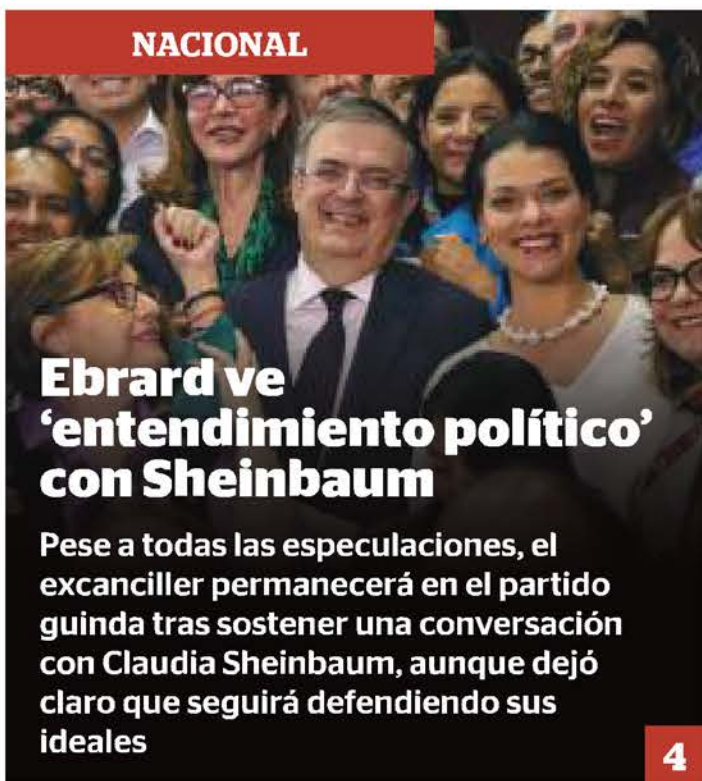 NACIONAL
Ebrard ve
‘entendimiento político’
con Sheinbaum
Pese a todas las especulaciones, el
excanciller permanecerá en el partido
guinda tras sostener una conversación
con Claudia Sheinbaum, aunque dejó
claro que seguirá defendiendo sus
ideales
4